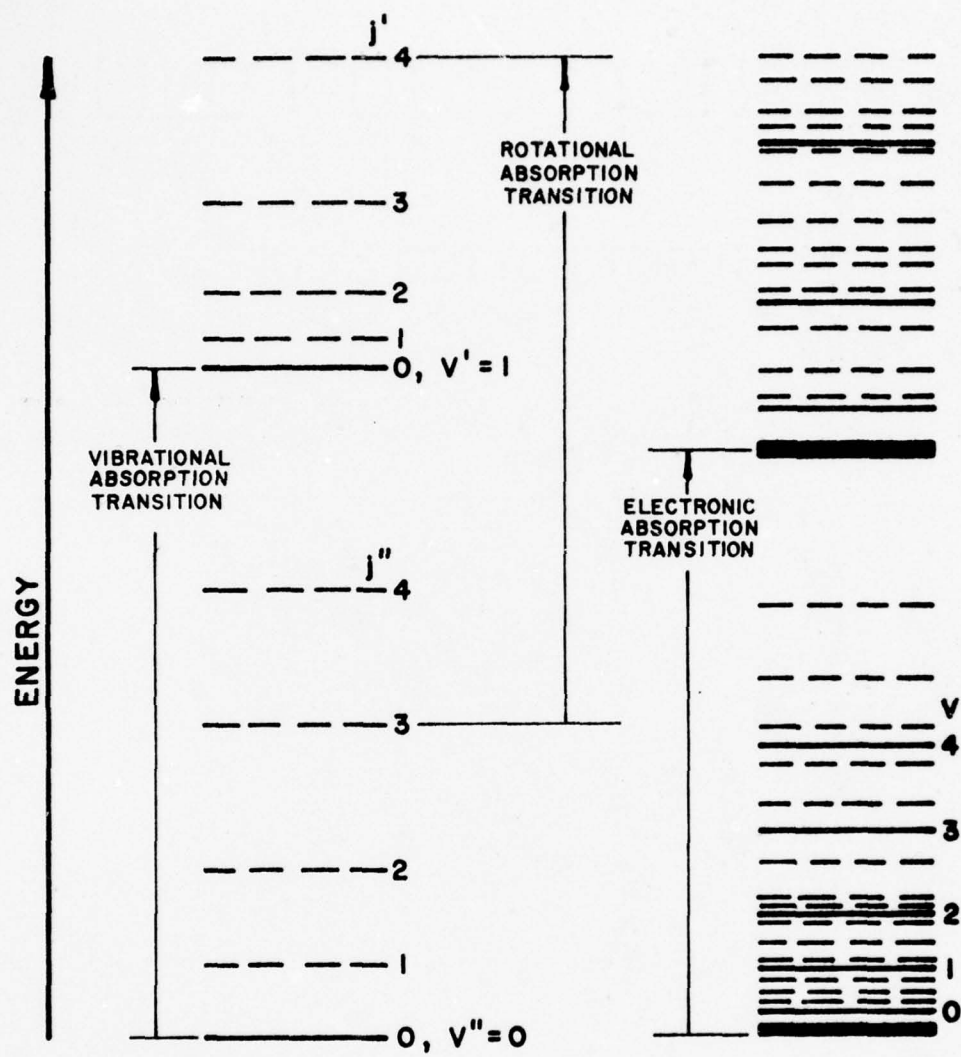 j'
4
3
2
1
0, V' = 1
ROTATIONAL
ABSORPTION
TRANSITION
VIBRATIONAL
ABSORPTION
TRANSITION
ELECTRONIC
ABSORPTION
TRANSITION
ENERGY
j"
4
3
2
1
0, V" = 0
V
4
3
2
1
0